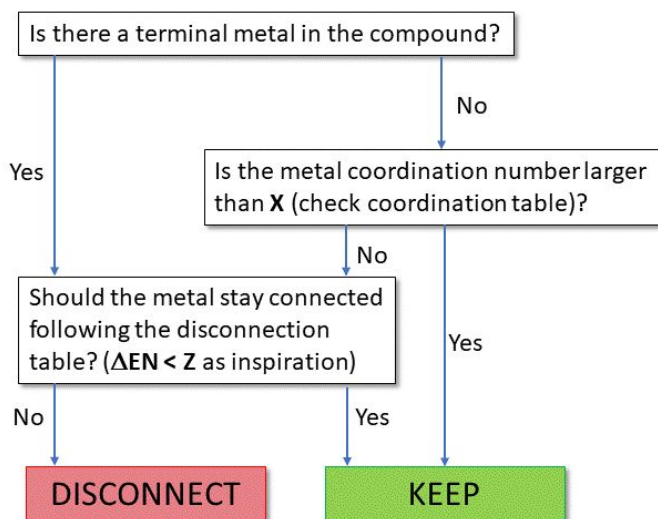 Is there a terminal metal in the compound?
No
Yes
Is the metal coordination number larger
than X (check coordination table)?
No
Should the metal stay connected
following the disconnection
table? (ΔEN < Z as inspiration)
Yes
No
Yes
DISCONNECT
KEEP